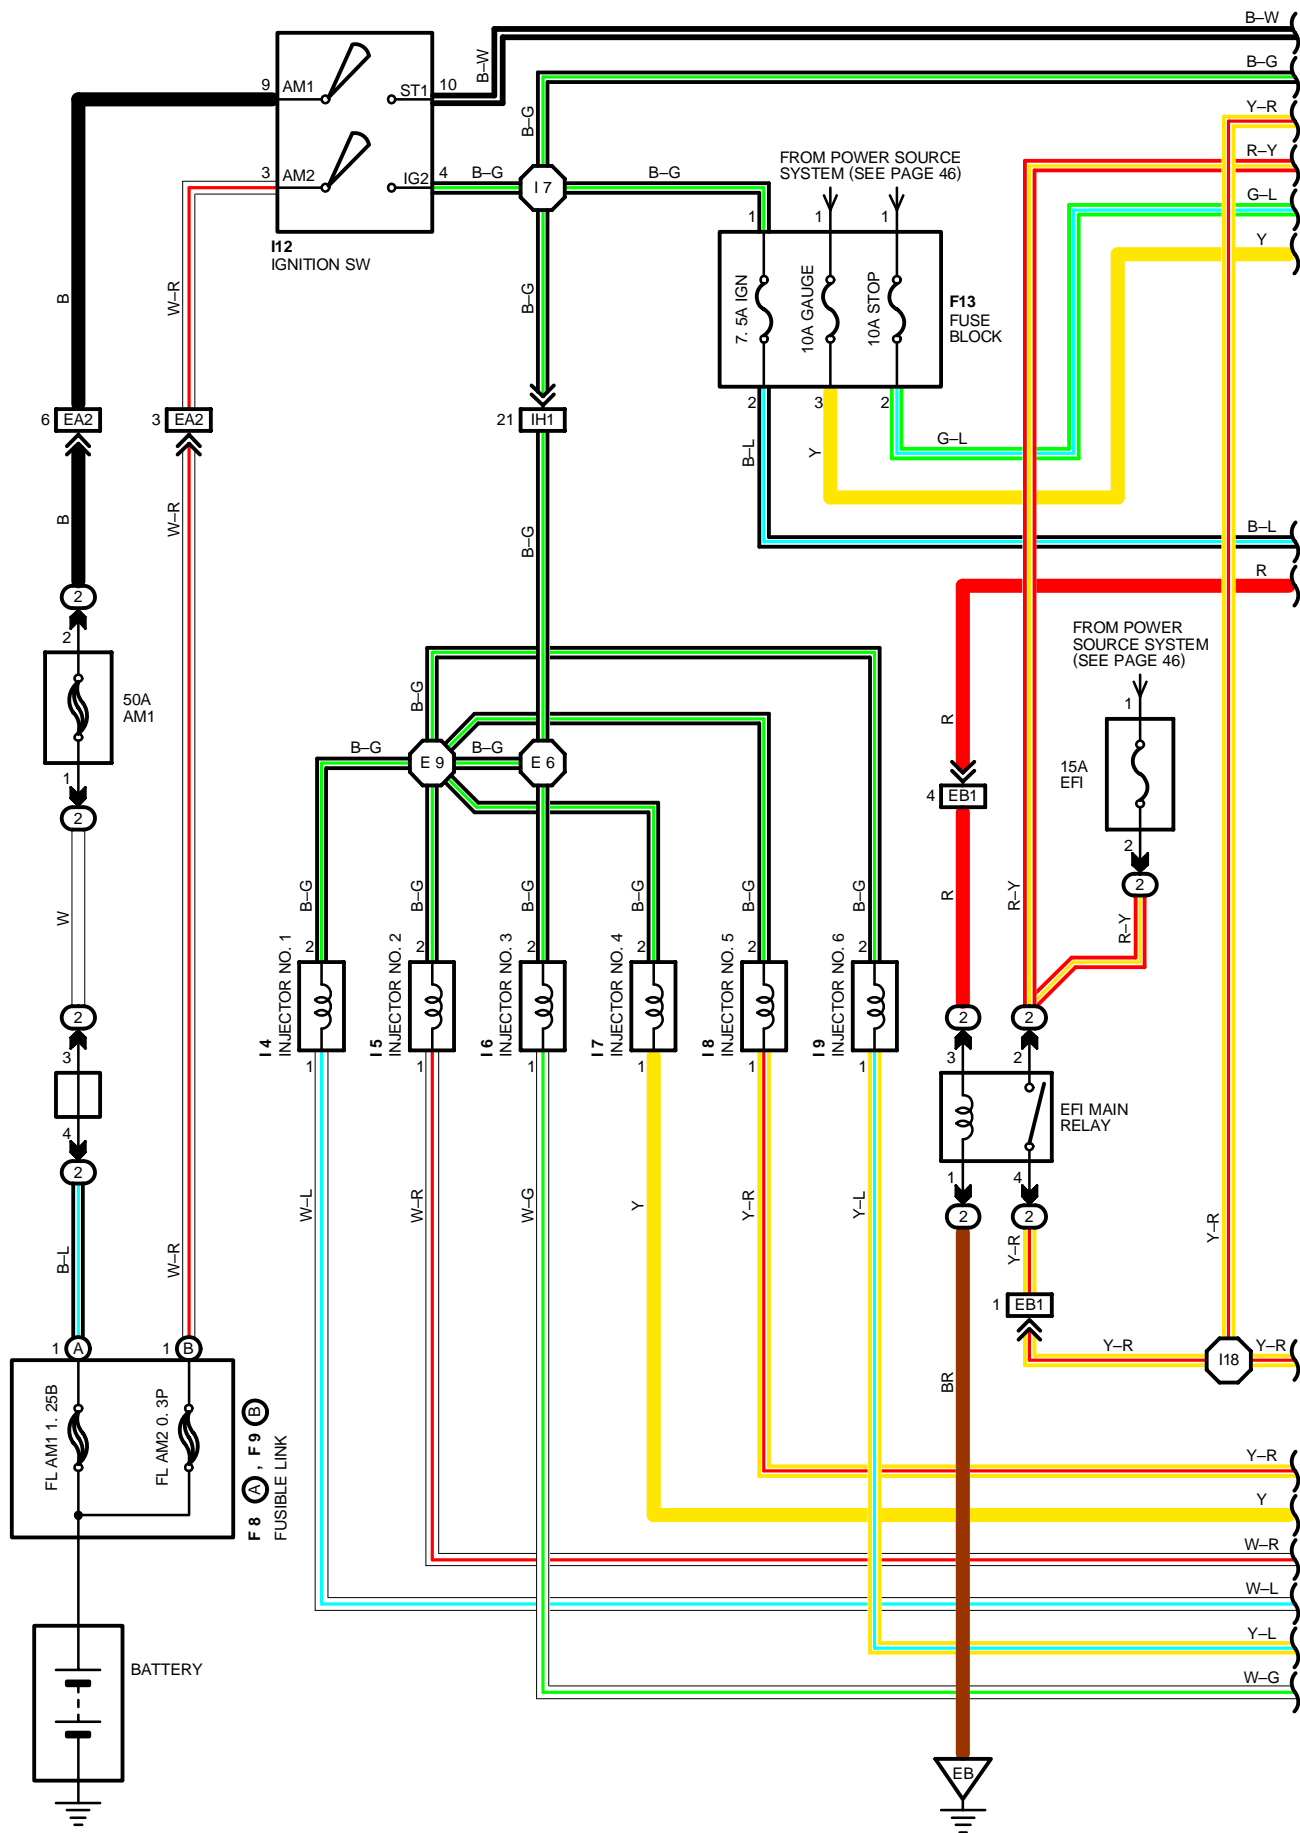 B–W
B–G
Y–R
R–Y
G–L
Y
9
AM1
ST1
10
B–W
B–G
3
AM2
IG2
4
B–G
I 7
B–G
I12
IGNITION SW
FROM POWER SOURCE
SYSTEM (SEE PAGE 46)
1
1
1
7. 5A IGN
10A GAUGE
10A STOP
F13
FUSE
BLOCK
2
3
2
B–L
Y
G–L
B
W–R
B–G
6
EA2
3
EA2
21
IH1
B
W–R
B–G
B–L
R
2
2
50A
AM1
1
2
W
2
3
4
2
B–L
W–R
B–G
B–G
E 9
B–G
E 6
R
4
EB1
R
R–Y
FROM POWER
SOURCE SYSTEM
(SEE PAGE 46)
1
15A
EFI
2
2
R–Y
B–G
B–G
B–G
B–G
B–G
B–G
2
2
2
2
2
2
I 4
INJECTOR NO. 1
I 5
INJECTOR NO. 2
I 6
INJECTOR NO. 3
I 7
INJECTOR NO. 4
I 8
INJECTOR NO. 5
I 9
INJECTOR NO. 6
1
1
1
1
1
1
W–L
W–R
W–G
Y
Y–R
Y–L
2
2
3
2
EFI MAIN
RELAY
1
4
2
2
Y–R
1
EB1
Y–R
Y–R
I18
Y–R
BR
1
A
1
B
FL AM1 1. 25B
FL AM2 0. 3P
F 8 A , F 9 B
FUSIBLE LINK
Y–R
Y
W–R
W–L
Y–L
W–G
BATTERY
EB